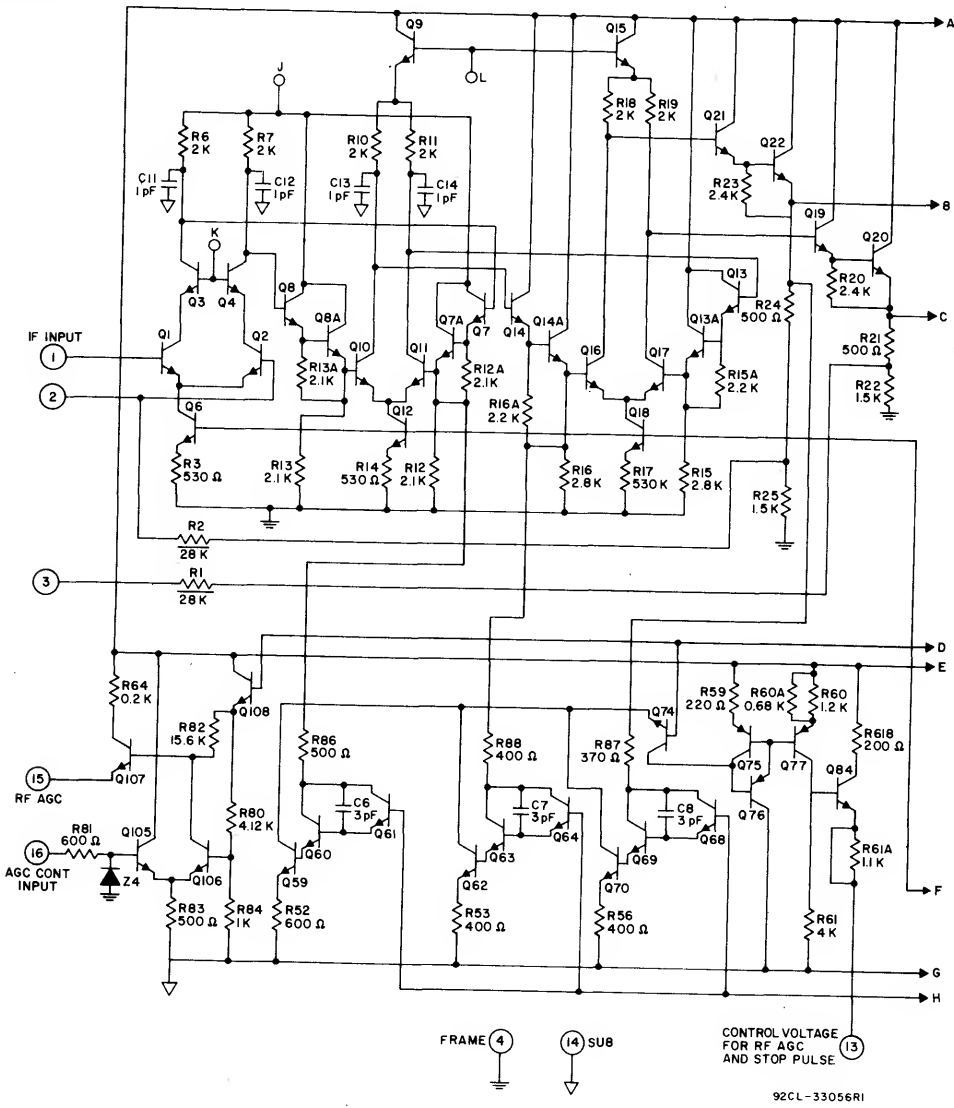 Q9
Q15
A
J
L
R6
2K
R7
2K
R10
2K
R11
2K
R18
2K
R19
2K
Q21
Q22
C11
1pF
C12
1pF
C13
1pF
C14
1pF
R23
2.4K
B
Q19
Q20
K
Q3
Q4
Q8
Q8A
Q7A
Q7
Q14
Q14A
Q13
Q13A
R20
2.4K
R24
500 Ω
C
IF INPUT
1
Q1
Q2
Q10
Q11
Q16
Q17
R21
500 Ω
2
R13A
2.1K
R12A
2.1K
R16A
2.2K
R15A
2.2K
R22
1.5K
Q6
Q12
Q18
R3
530 Ω
R13
2.1K
R14
530 Ω
R12
2.1K
R16
2.8K
R17
530K
R15
2.8K
R25
1.5K
R2
28K
3
R1
28K
D
E
R64
0.2K
Q108
R82
15.6K
R86
500 Ω
R88
400 Ω
Q74
R87
370 Ω
R59
220 Ω
R60A
0.68K
R60
1.2K
R618
200 Ω
Q75
Q77
Q84
15
RF AGC
Q107
R80
4.12K
C6
3pF
Q61
C7
3pF
Q64
C8
3pF
Q68
Q76
R81
600 Ω
16
AGC CONT
INPUT
Z4
Q105
Q106
Q60
Q59
Q63
Q62
Q69
Q70
R61A
1.1K
F
R83
500 Ω
R84
1K
R52
600 Ω
R53
400 Ω
R56
400 Ω
R61
4K
G
H
FRAME
4
14
SU8
CONTROL VOLTAGE
FOR RF AGC
AND STOP PULSE
13
92CL-33056R1